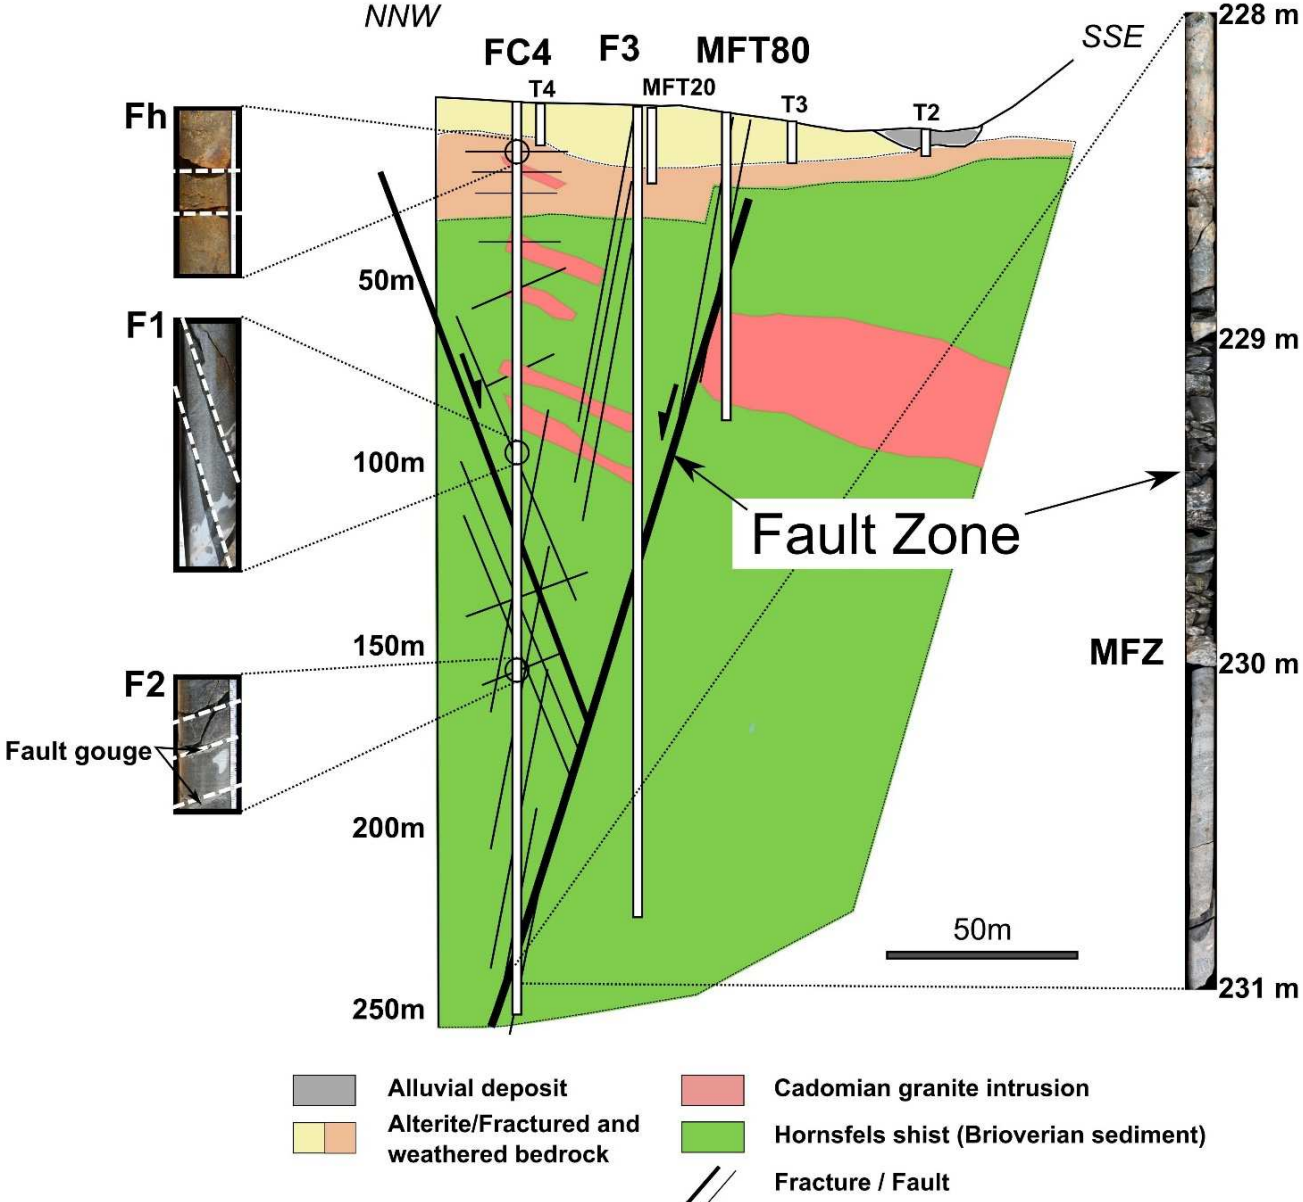 NNW
SSE
FC4
F3
MFT80
T4
MFT20
T3
T2
Fh
F1
F2
Fault gouge
50m
100m
150m
200m
250m
Fault Zone
MFZ
228 m
229 m
230 m
231 m
50m
Alluvial deposit
Alterite/Fractured and
weathered bedrock
Cadomian granite intrusion
Hornsfels shist (Brioverian sediment)
Fracture / Fault